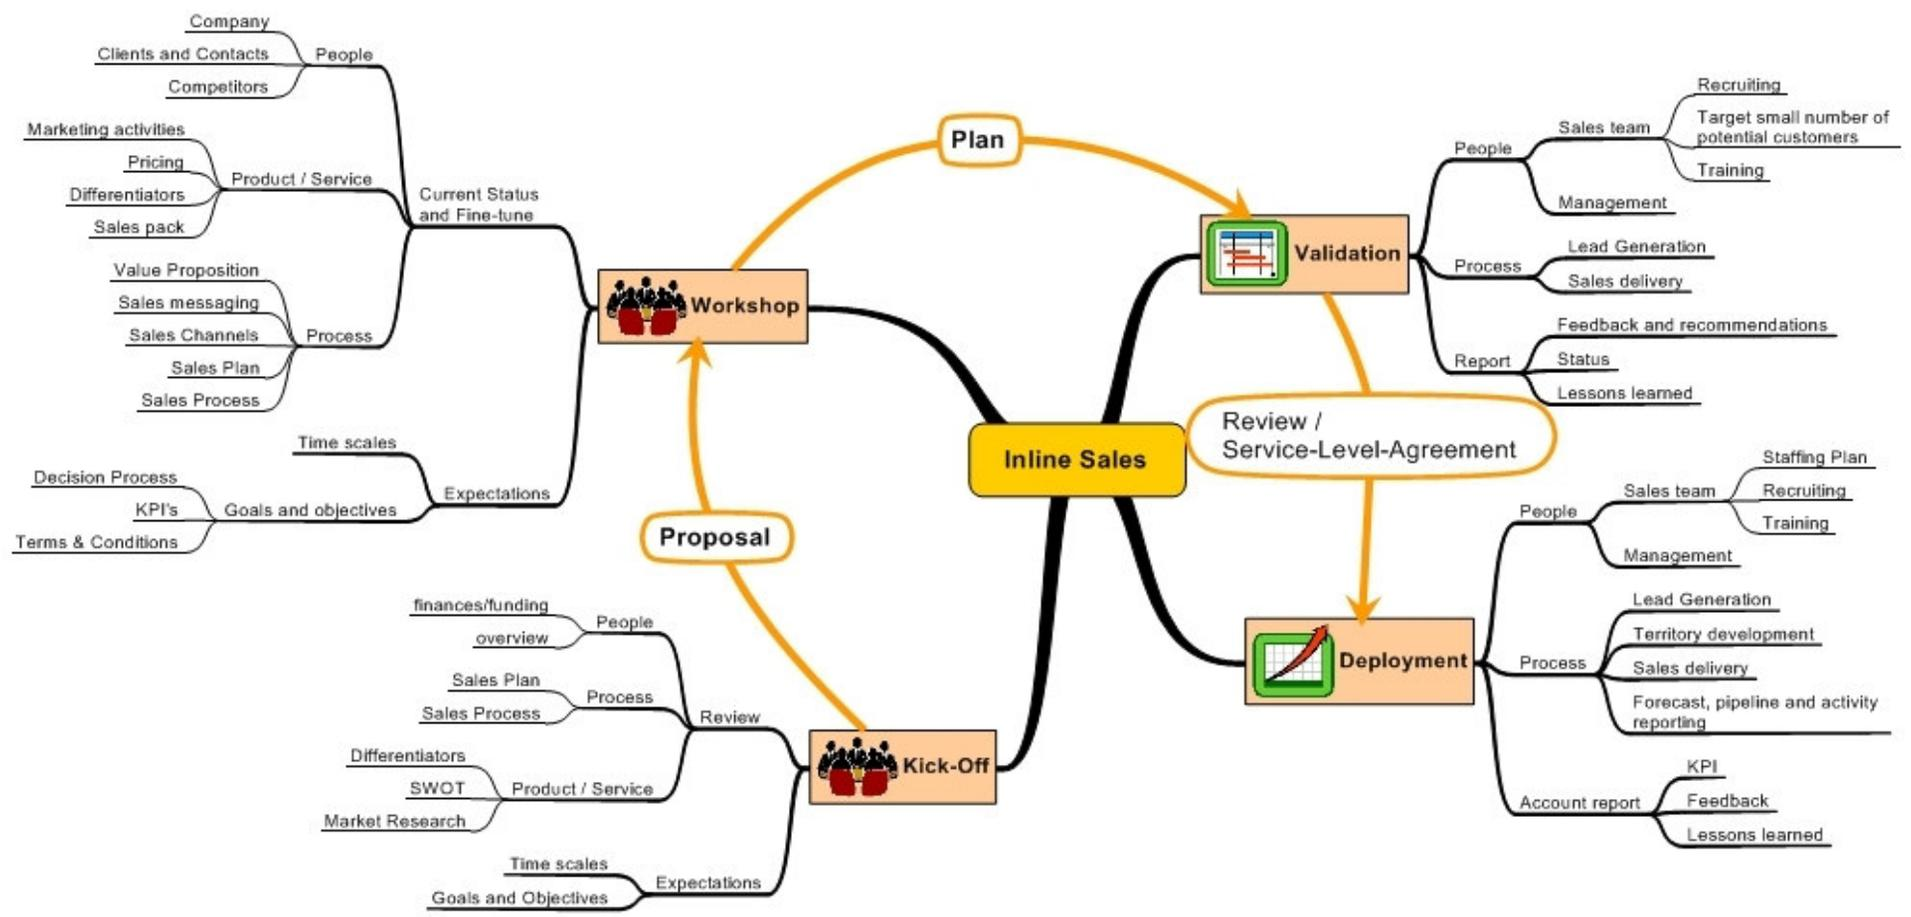 Company
Clients and Contacts
Competitors
People
Marketing activities
Pricing
Differentiators
Sales pack
Product / Service
Value Proposition
Sales messaging
Sales Channels
Sales Plan
Sales Process
Process
Current Status
and Fine-tune
Time scales
Decision Process
KPI's
Terms & Conditions
Goals and objectives
Expectations
Workshop
Plan
Validation
People
Sales team
Recruiting
Target small number of
potential customers
Training
Management
Process
Lead Generation
Sales delivery
Report
Feedback and recommendations
Status
Lessons learned
Inline Sales
Review /
Service-Level-Agreement
Proposal
finances/funding
overview
People
Sales Plan
Sales Process
Process
Differentiators
SWOT
Market Research
Product / Service
Review
Time scales
Goals and Objectives
Expectations
Kick-Off
Deployment
People
Sales team
Staffing Plan
Recruiting
Training
Management
Process
Lead Generation
Territory development
Sales delivery
Forecast, pipeline and activity
reporting
Account report
KPI
Feedback
Lessons learned